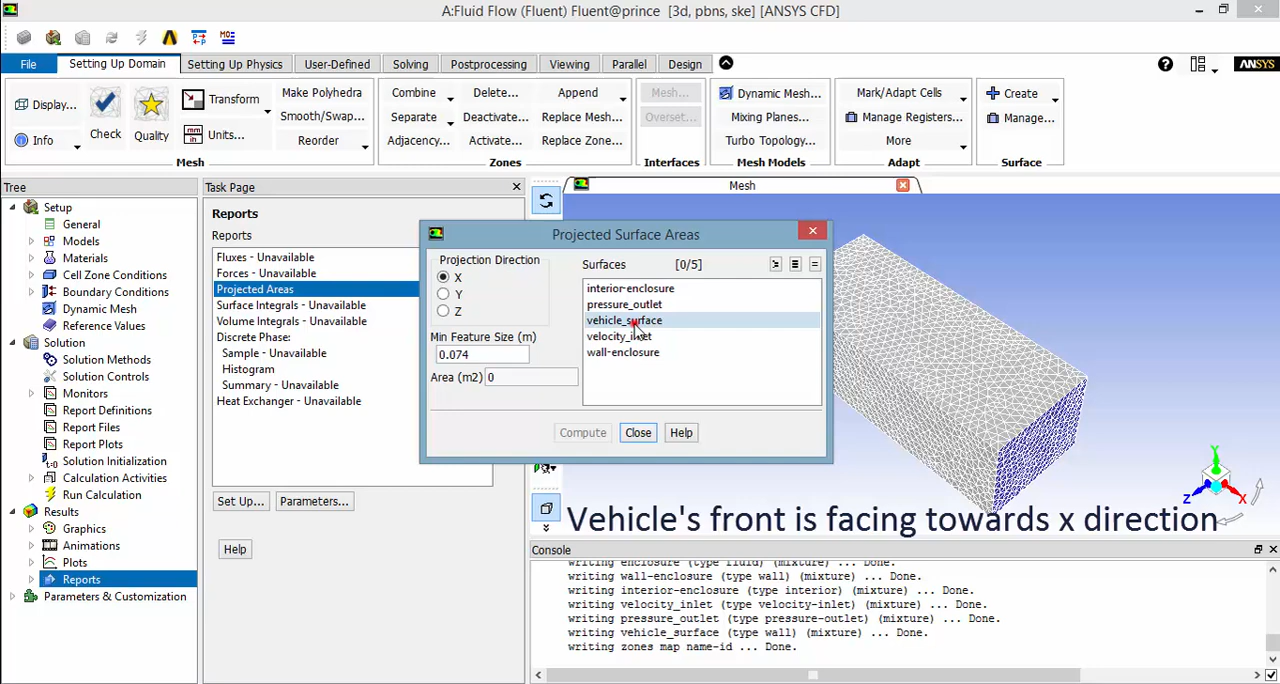 A:Fluid Flow (Fluent) Fluent@prince [3d, pbns, ske] [ANSYS CFD]
File
Setting Up Domain
Setting Up Physics
User-Defined
Solving
Postprocessing
Viewing
Parallel
Design
ANSYS
Display...
Info
Check
Quality
Transform
Units...
Make Polyhedra
Smooth/Swap...
Reorder
Mesh
Combine
Separate
Adjacency...
Delete...
Deactivate...
Activate...
Append
Replace Mesh...
Replace Zone...
Zones
Mesh...
Overset...
Interfaces
Dynamic Mesh...
Mixing Planes...
Turbo Topology...
Mesh Models
Mark/Adapt Cells
Manage Registers...
More
Adapt
Create
Manage...
Surface
Tree
Setup
General
Models
Materials
Cell Zone Conditions
Boundary Conditions
Dynamic Mesh
Reference Values
Solution
Solution Methods
Solution Controls
Monitors
Report Definitions
Report Files
Report Plots
Solution Initialization
Calculation Activities
Run Calculation
Results
Graphics
Animations
Plots
Reports
Parameters & Customization
Task Page
Reports
Reports
Fluxes - Unavailable
Forces - Unavailable
Projected Areas
Surface Integrals - Unavailable
Volume Integrals - Unavailable
Discrete Phase:
Sample - Unavailable
Histogram
Summary - Unavailable
Heat Exchanger - Unavailable
Set Up...
Parameters...
Help
Mesh
Projected Surface Areas
Projection Direction
X
Y
Z
Min Feature Size (m)
0.074
Area (m2) 0
Surfaces [0/5]
interior-enclosure
pressure_outlet
vehicle_surface
velocity_inlet
wall-enclosure
Compute
Close
Help
Y
Z
X
Vehicle's front is facing towards x direction
Console
writing enclosure (type fluid) (mixture) ... Done.
writing wall-enclosure (type wall) (mixture) ... Done.
writing interior-enclosure (type interior) (mixture) ... Done.
writing velocity_inlet (type velocity-inlet) (mixture) ... Done.
writing pressure_outlet (type pressure-outlet) (mixture) ... Done.
writing vehicle_surface (type wall) (mixture) ... Done.
writing zones map name-id ... Done.